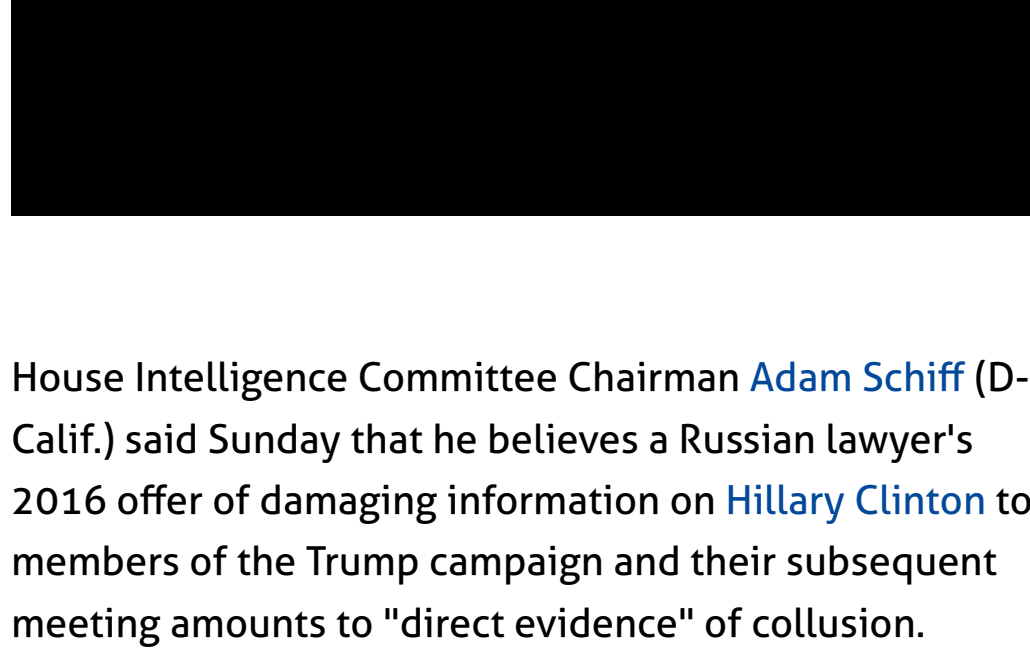 House Intelligence Committee Chairman Adam Schiff (D-
Calif.) said Sunday that he believes a Russian lawyer's
2016 offer of damaging information on Hillary Clinton to
members of the Trump campaign and their subsequent
meeting amounts to "direct evidence" of collusion.